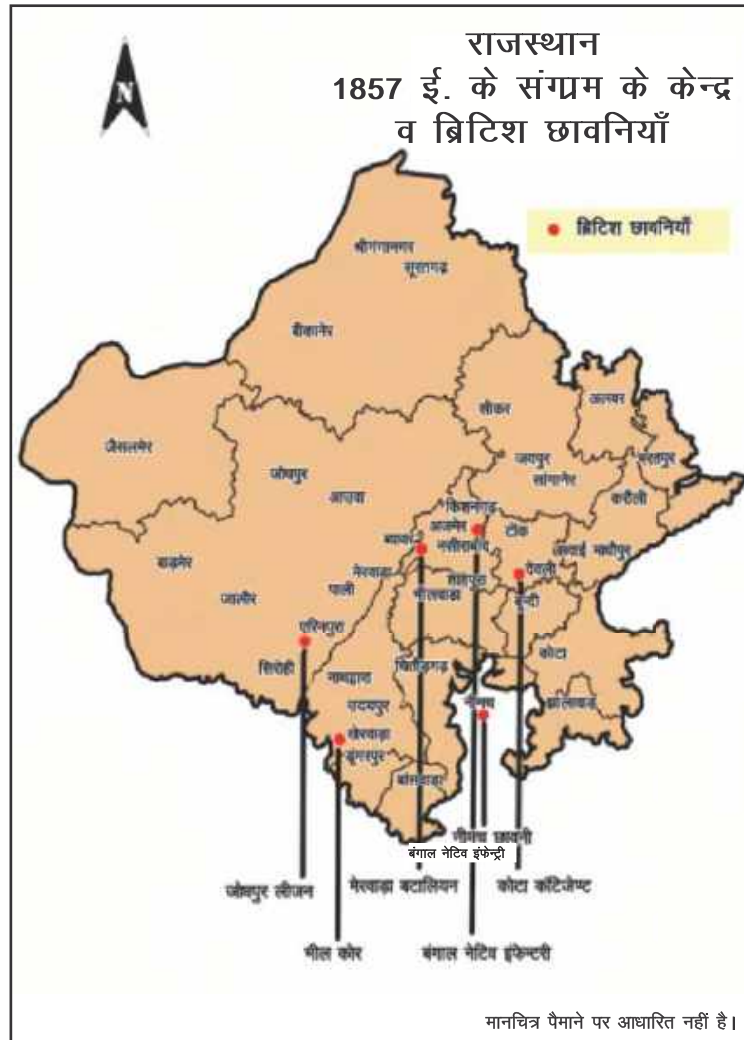 राजस्थान
1857 ई. के संग्राम के केन्द्र
व ब्रिटिश छावनियाँ
N
ब्रिटिश छावनियाँ
श्रीगंगानगर
सूरतगढ़
बीकानेर
सीकर
अलवर
जैसलमेर
जयपुर
भरतपुर
जोधपुर
सांगानेर
आउवा
करौली
किशनगढ़
अजमेर
टोंक
ब्यावर
नसीराबाद
सवाई माधौपुर
बाड़मेर
मेरवाड़ा
देवली
शाहपुरा
पाली
भीलवाड़ा
जालौर
बून्दी
एरिनपुरा
कोटा
सिरोही
चित्तौड़गढ़
नाथद्वारा
उदयपुर
नीमच
झालावाड़
खेरवाड़ा
डूंगरपुर
बांसवाड़ा
नीमच छावनी
बंगाल नेटिव इंफेन्ट्री
जोधपुर लीजन
मेरवाड़ा बटालियन
कोटा कॉटिजेण्ट
भील कोर
बंगाल नेटिव इंफेन्टरी
मानचित्र पैमाने पर आधारित नहीं है।